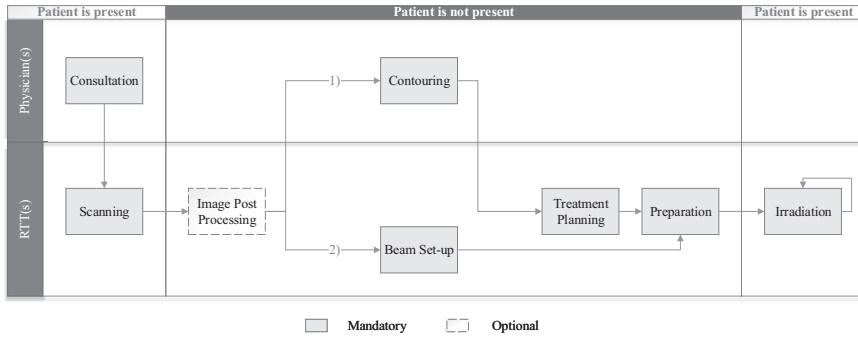 Patient is present
Patient is not present
Patient is present
Physician(s)
Consultation
1)
Contouring
RTT(s)
Scanning
Image Post
Processing
2)
Beam Set-up
Treatment
Planning
Preparation
Irradiation
Mandatory
Optional